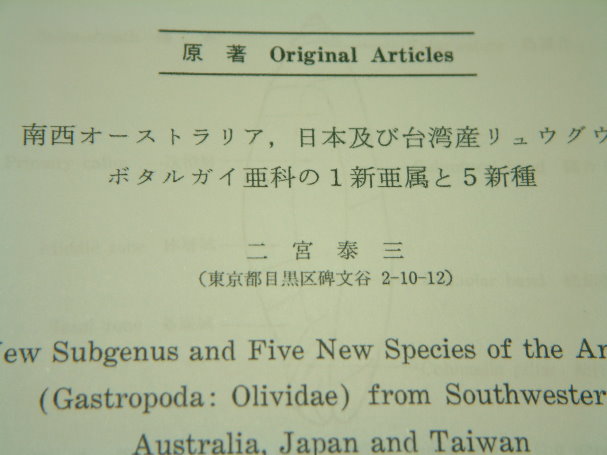 原著 Original Articles
南西オーストラリア，日本及び台湾産リュウグウ
ボタルガイ亜科の1新亜属と5新種
二宮泰三
(東京都目黒区碑文谷 2-10-12)
New Subgenus and Five New Species of the An
(Gastropoda: Olividae) from Southwester
Australia, Japan and Taiwan